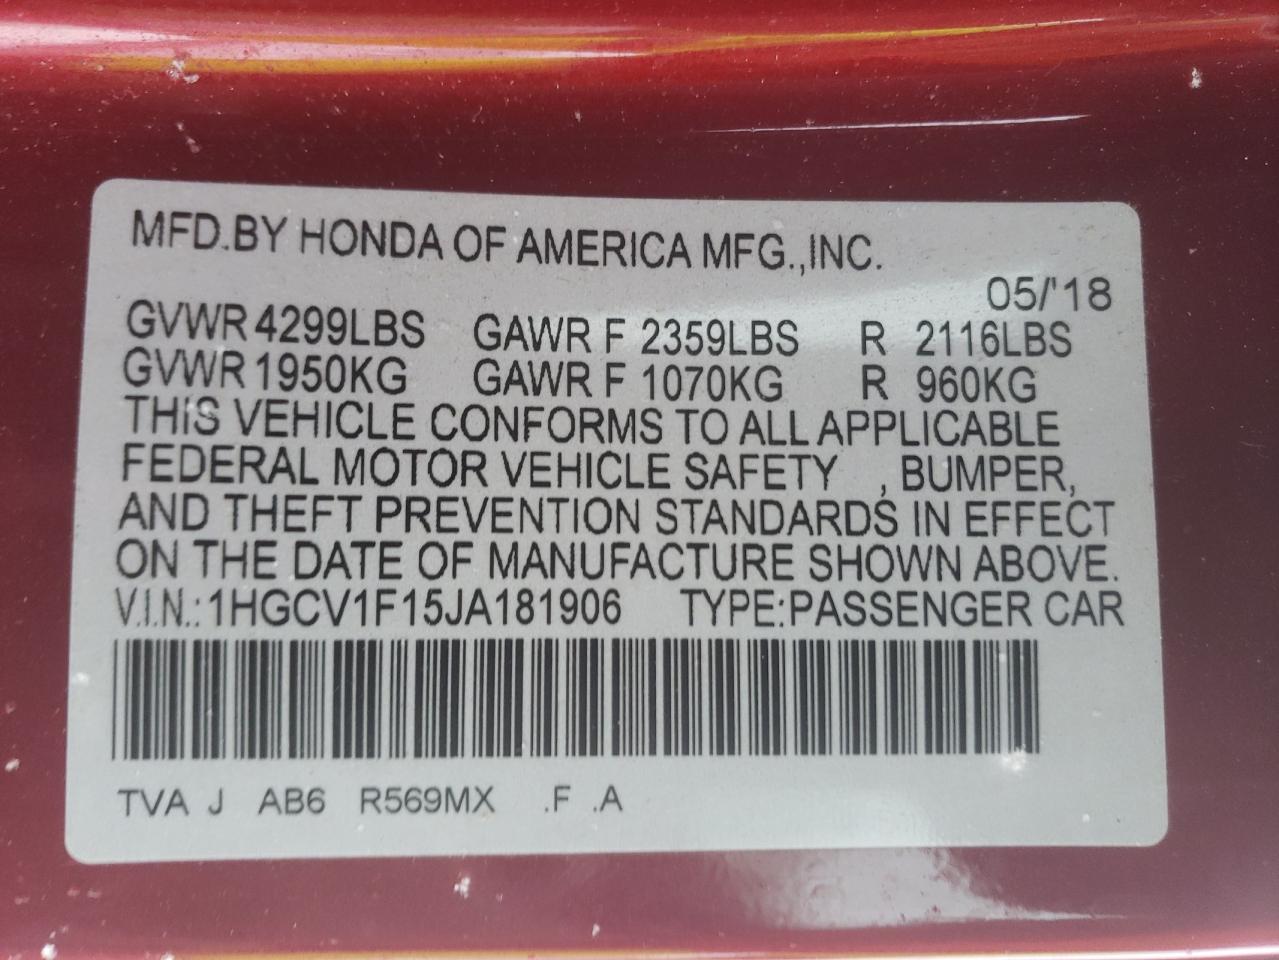 MFD.BY HONDA OF AMERICA MFG.,INC.
05/'18
GVWR 4299LBS GAWR F 2359LBS R 2116LBS
GVWR 1950KG GAWR F 1070KG R 960KG
THIS VEHICLE CONFORMS TO ALL APPLICABLE
FEDERAL MOTOR VEHICLE SAFETY , BUMPER,
AND THEFT PREVENTION STANDARDS IN EFFECT
ON THE DATE OF MANUFACTURE SHOWN ABOVE.
V.I.N.: 1HGCV1F15JA181906 TYPE:PASSENGER CAR
TVA J AB6 R569MX .F .A